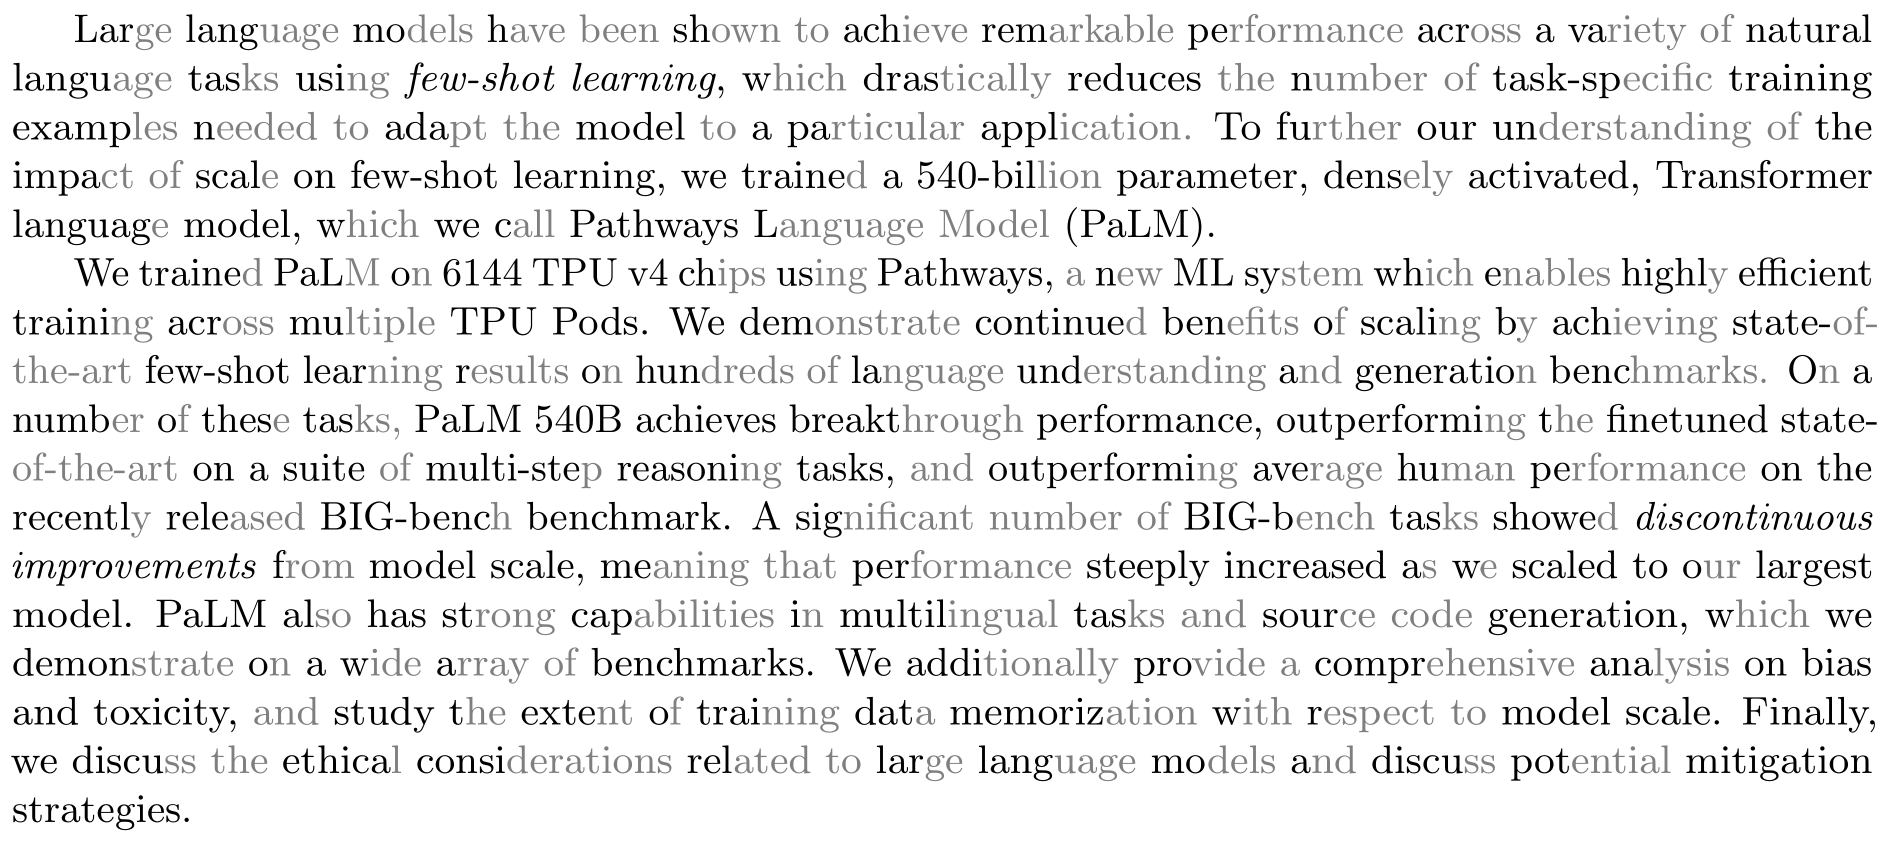 Large language models have been shown to achieve remarkable performance across a variety of natural
language tasks using few-shot learning, which drastically reduces the number of task-specific training
examples needed to adapt the model to a particular application. To further our understanding of the
impact of scale on few-shot learning, we trained a 540-billion parameter, densely activated, Transformer
language model, which we call Pathways Language Model (PaLM).
We trained PaLM on 6144 TPU v4 chips using Pathways, a new ML system which enables highly efficient
training across multiple TPU Pods. We demonstrate continued benefits of scaling by achieving state-of-
the-art few-shot learning results on hundreds of language understanding and generation benchmarks. On a
number of these tasks, PaLM 540B achieves breakthrough performance, outperforming the finetuned state-
of-the-art on a suite of multi-step reasoning tasks, and outperforming average human performance on the
recently released BIG-bench benchmark. A significant number of BIG-bench tasks showed discontinuous
improvements from model scale, meaning that performance steeply increased as we scaled to our largest
model. PaLM also has strong capabilities in multilingual tasks and source code generation, which we
demonstrate on a wide array of benchmarks. We additionally provide a comprehensive analysis on bias
and toxicity, and study the extent of training data memorization with respect to model scale. Finally,
we discuss the ethical considerations related to large language models and discuss potential mitigation
strategies.